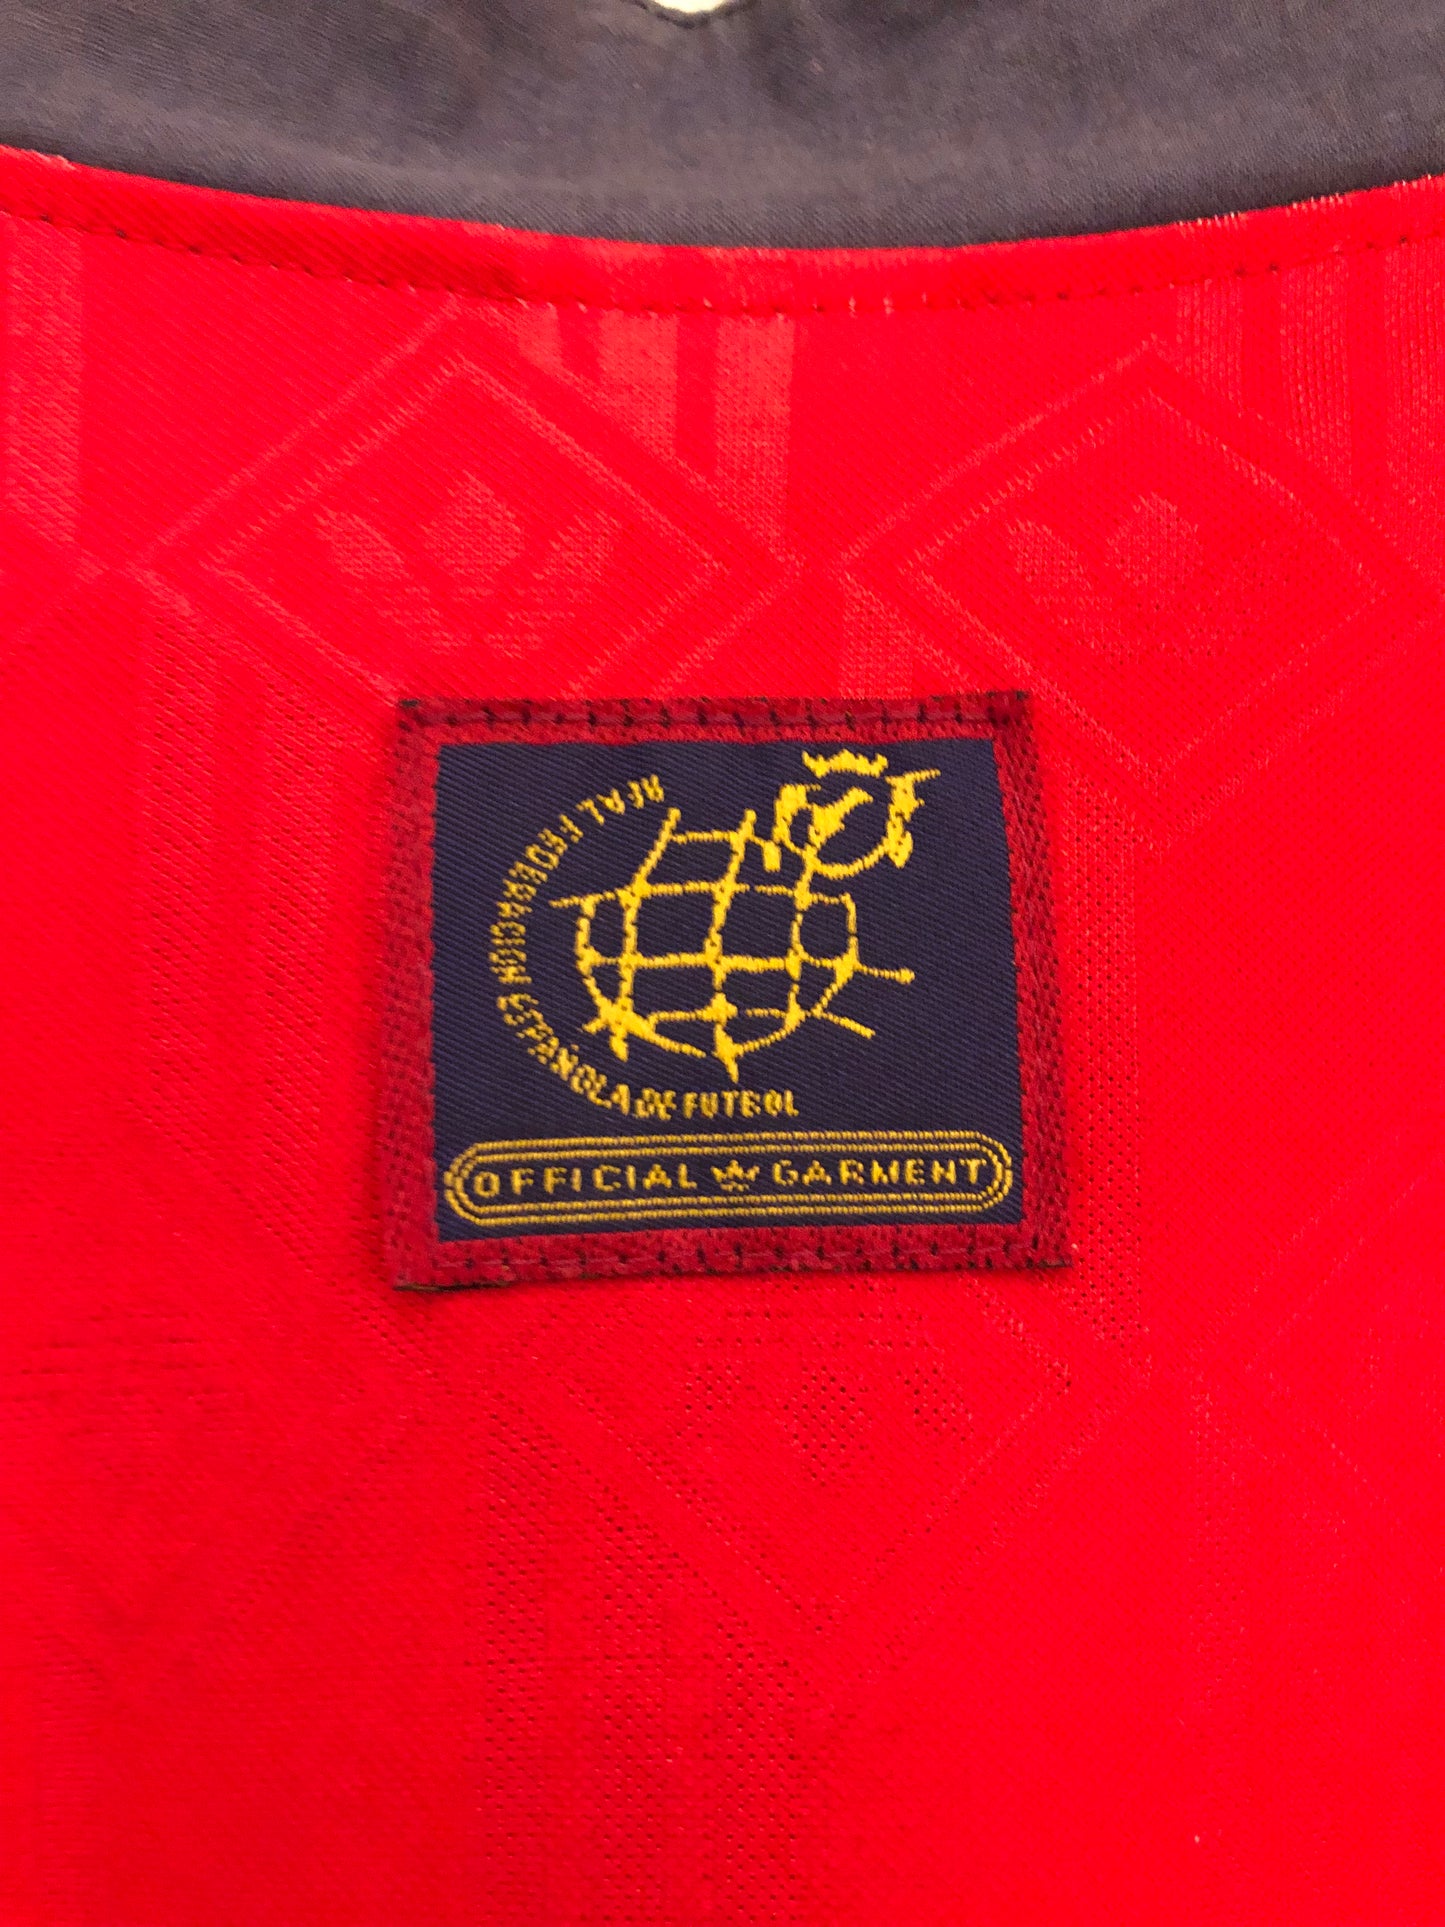 REAL FEDERACION ESPAÑOLA DE FUTBOL
OFFICIAL GARMENT